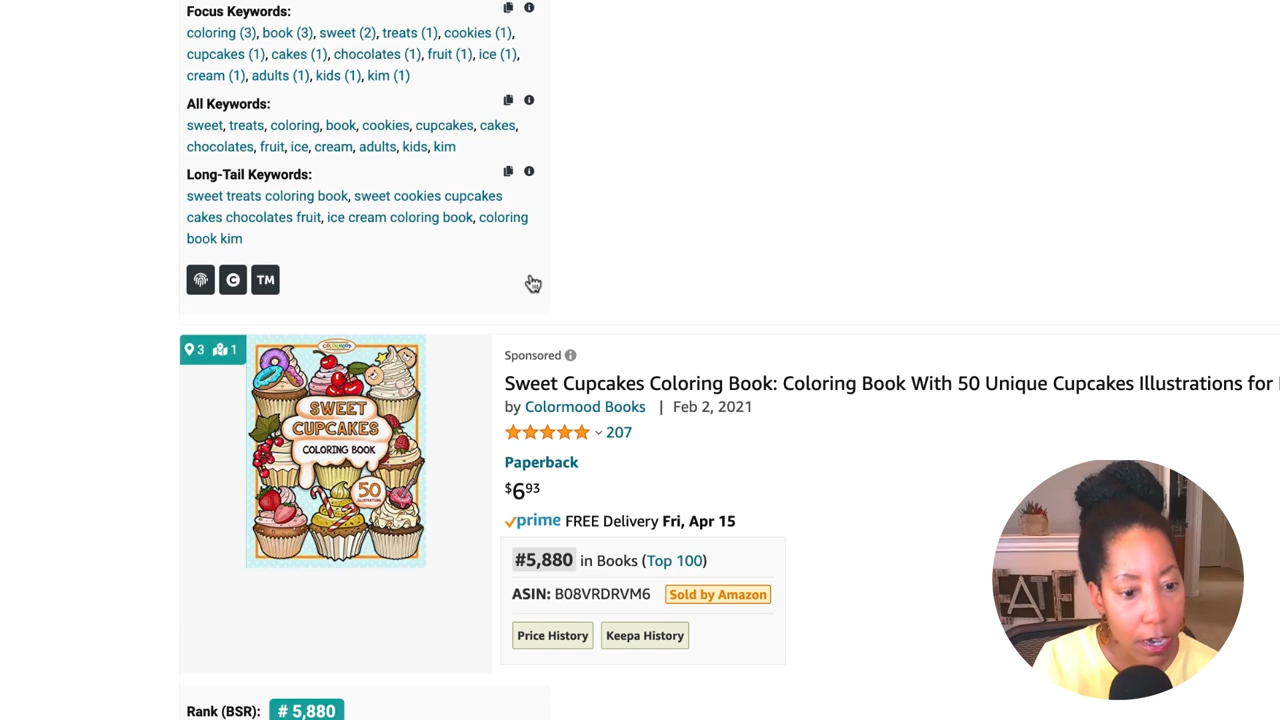 Focus Keywords:
coloring (3), book (3), sweet (2), treats (1), cookies (1),
cupcakes (1), cakes (1), chocolates (1), fruit (1), ice (1),
cream (1), adults (1), kids (1), kim (1)
All Keywords:
sweet, treats, coloring, book, cookies, cupcakes, cakes,
chocolates, fruit, ice, cream, adults, kids, kim
Long-Tail Keywords:
sweet treats coloring book, sweet cookies cupcakes
cakes chocolates fruit, ice cream coloring book, coloring
book kim
C TM
3 1
SWEET
CUPCAKES
COLORING BOOK
50
Sponsored
Sweet Cupcakes Coloring Book: Coloring Book With 50 Unique Cupcakes Illustrations for
by Colormood Books | Feb 2, 2021
207
Paperback
$6 93
prime FREE Delivery Fri, Apr 15
#5,880 in Books (Top 100)
ASIN: B08VRDRVM6 Sold by Amazon
Price History Keepa History
Rank (BSR): # 5,880